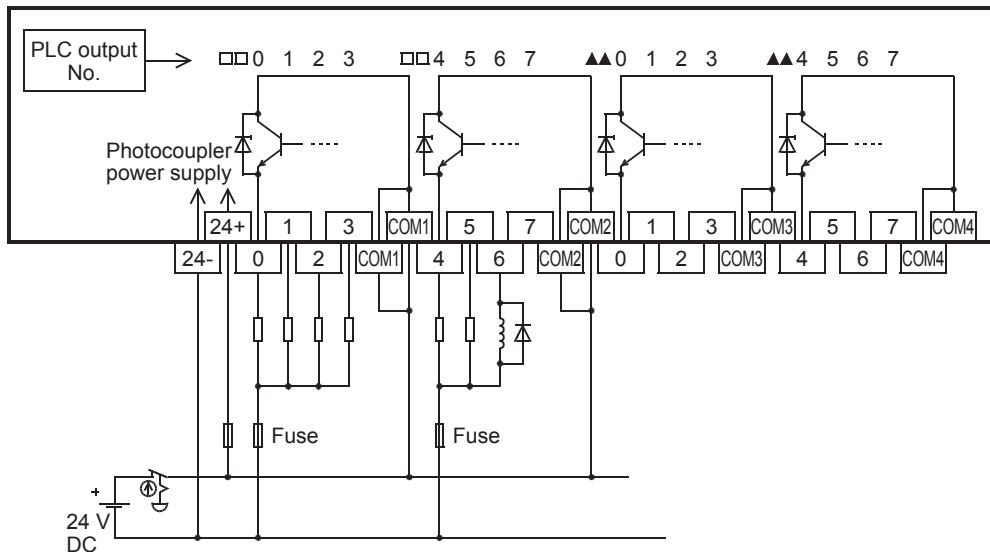 PLC output
No.
□□0 1 2 3
□□4 5 6 7
▲▲0 1 2 3
▲▲4 5 6 7
Photocoupler
power supply
24+ 1 3 COM1 5 7 COM2 1 3 COM3 5 7 COM4
24- 0 2 COM1 4 6 COM2 0 2 COM3 4 6 COM4
Fuse
Fuse
+
24 V
DC